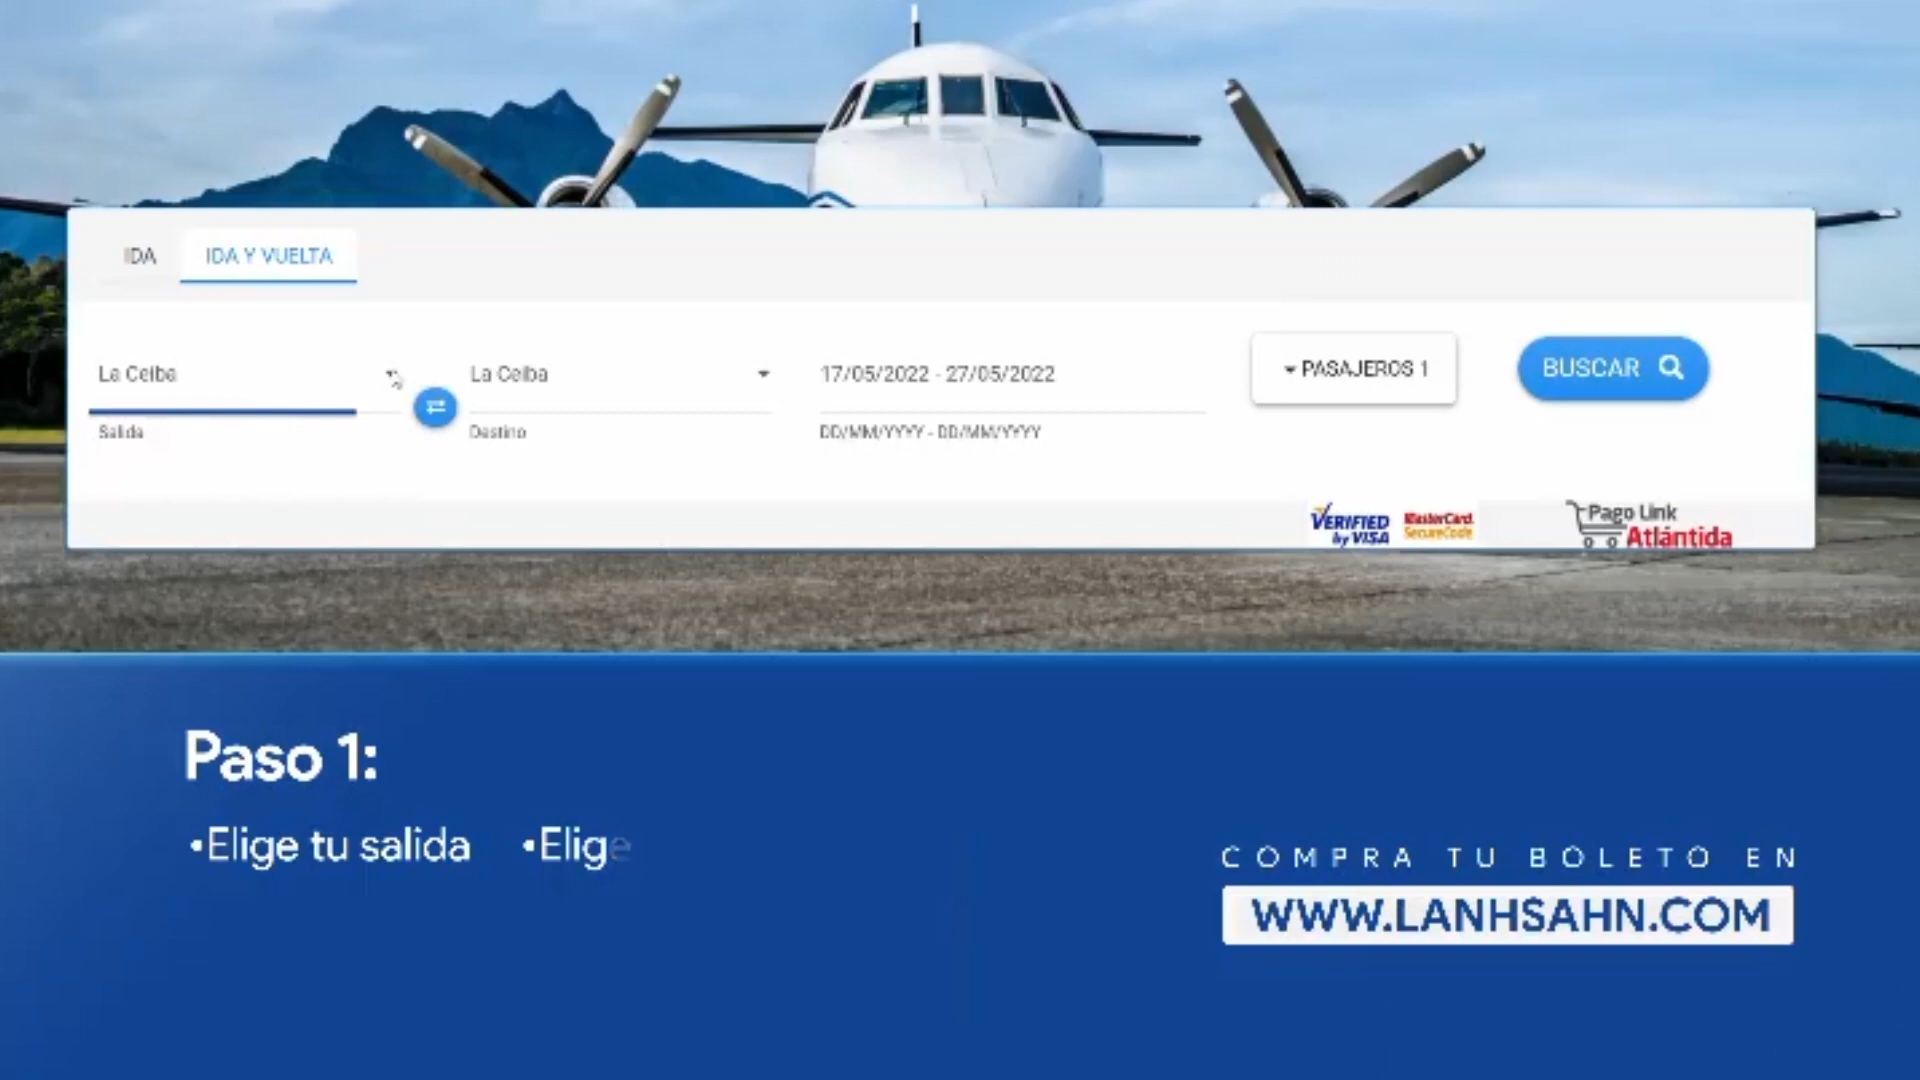 IDA
IDA Y VUELTA
La Ceiba
La Ceiba
17/05/2022 - 27/05/2022
PASAJEROS 1
BUSCAR
Salida
Destino
DD/MM/YYYY - DD/MM/YYYY
VERIFIED
by VISA
MasterCard.
SecureCode
Pago Link
Atlántida
Paso 1:
•Elige tu salida •Elige
COMPRA TU BOLETO EN
WWW.LANHSAHN.COM